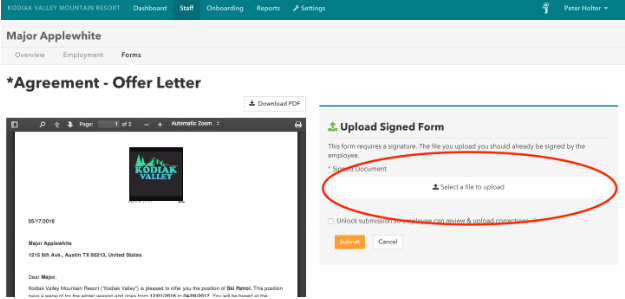 KODIAK VALLEY MOUNTAIN RESORT Dashboard Staff Onboarding Reports Settings Peter Holter
Major Applewhite
Overview Employment Forms
*Agreement - Offer Letter
Download PDF
Page: 1 of 2 Automatic Zoom
KODIAK
VALLEY
05/17/2016
Major Applewhite
1215 8th Ave., Austin TX 80213, United States
Dear Major,
Kodiak Valley Mountain Resort ("Kodiak Valley") is pleased to offer you the position of Ski Patrol. This position
pays a wage of for the winter season and goes from 12/01/2016 to 04/09/2017. You will be based at the
Upload Signed Form
This form requires a signature. The file you upload you should already be signed by the
employee.
* Signed Document
Select a file to upload
Unlock submission so employee can review & upload corrections
Submit Cancel